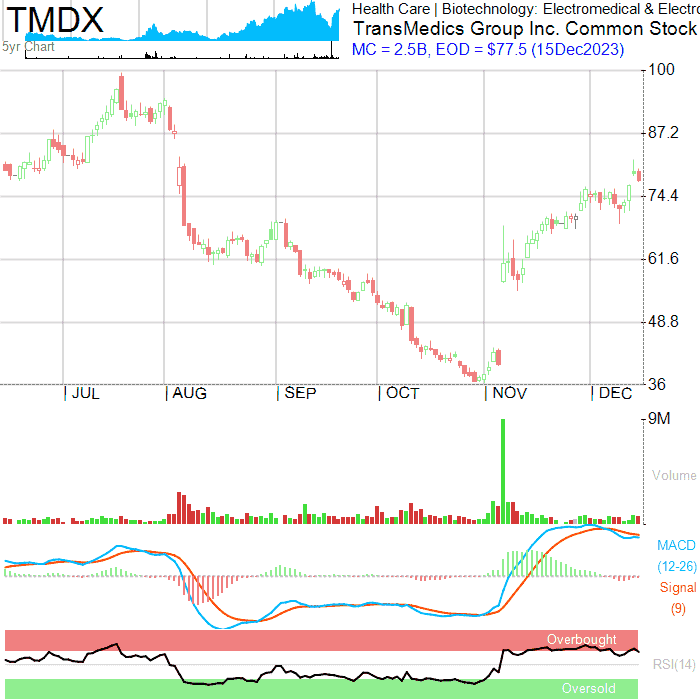 TMDX
5yr Chart
Health Care | Biotechnology: Electromedical & Electro
TransMedics Group Inc. Common Stock
MC = 2.5B, EOD = $77.5 (15Dec2023)
100
87.2
74.4
61.6
48.8
36
JUL AUG SEP OCT NOV DEC
9M
Volume
MACD
(12-26)
Signal
(9)
Overbought
RSI(14)
Oversold